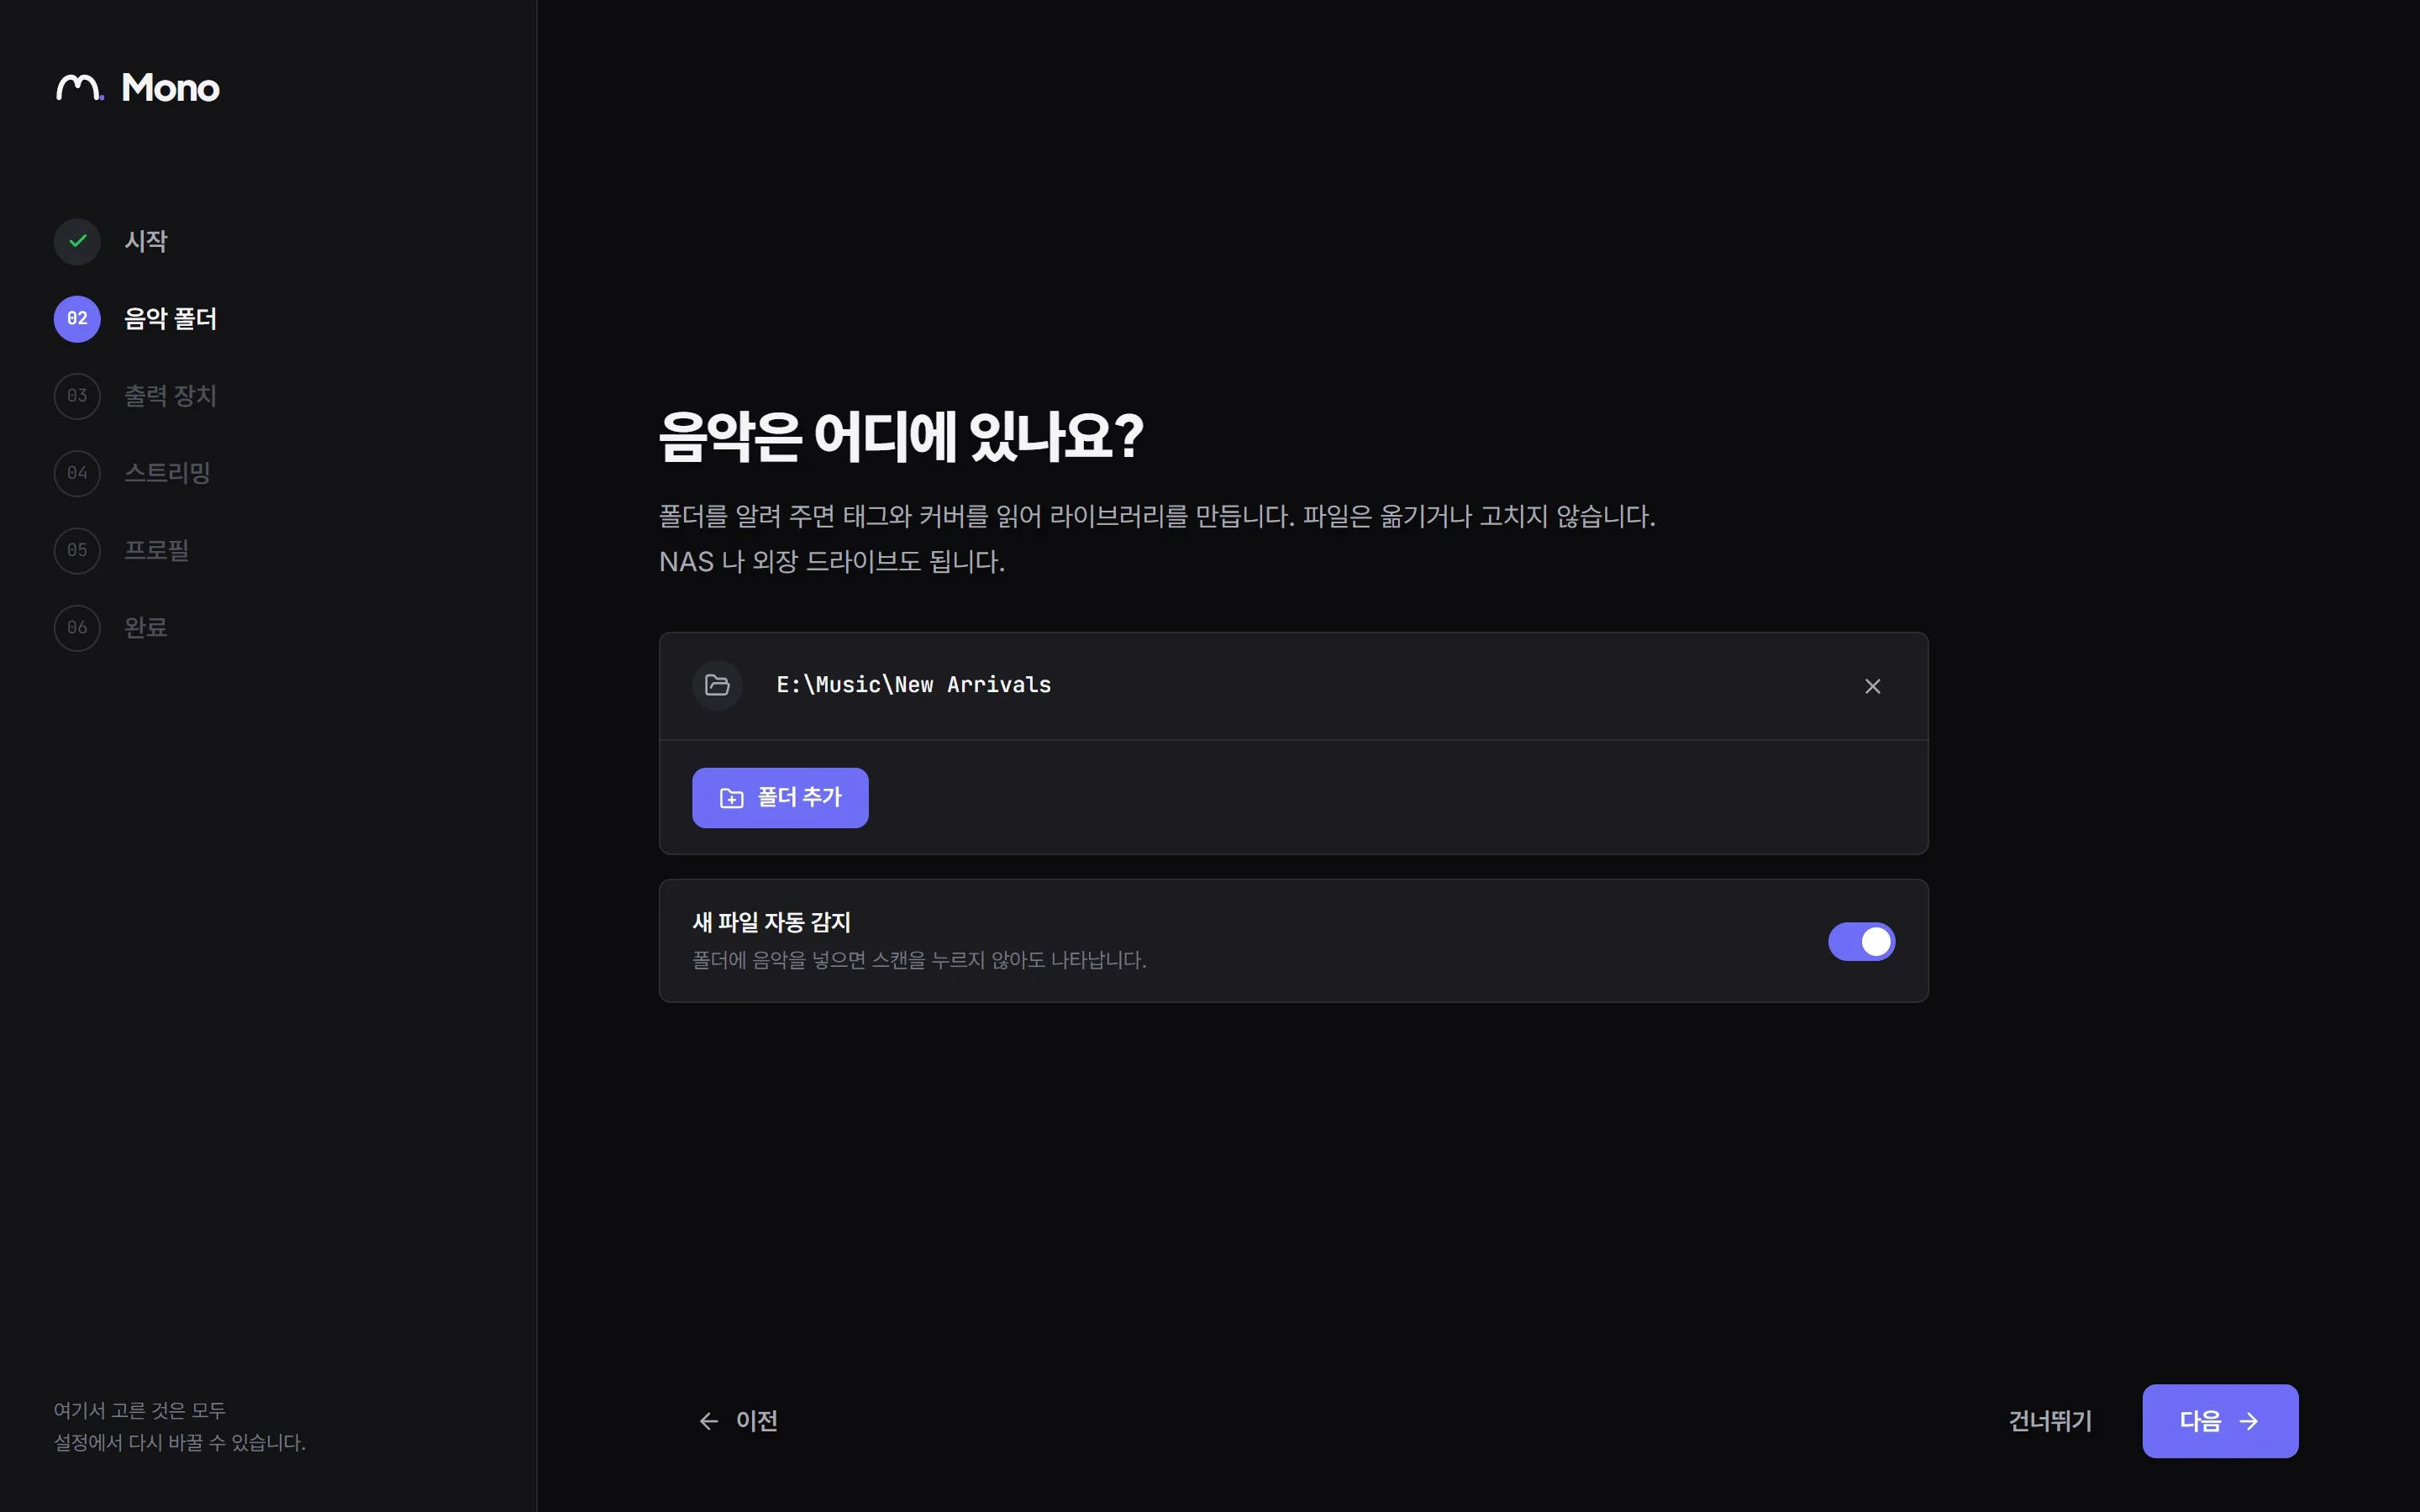 Mono
시작
02 음악 폴더
03 출력 장치
04 스트리밍
05 프로필
06 완료
여기서 고른 것은 모두
설정에서 다시 바꿀 수 있습니다.
음악은 어디에 있나요?
폴더를 알려 주면 태그와 커버를 읽어 라이브러리를 만듭니다. 파일은 옮기거나 고치지 않습니다.
NAS 나 외장 드라이브도 됩니다.
E:\Music\New Arrivals
폴더 추가
새 파일 자동 감지
폴더에 음악을 넣으면 스캔을 누르지 않아도 나타납니다.
이전
건너뛰기
다음